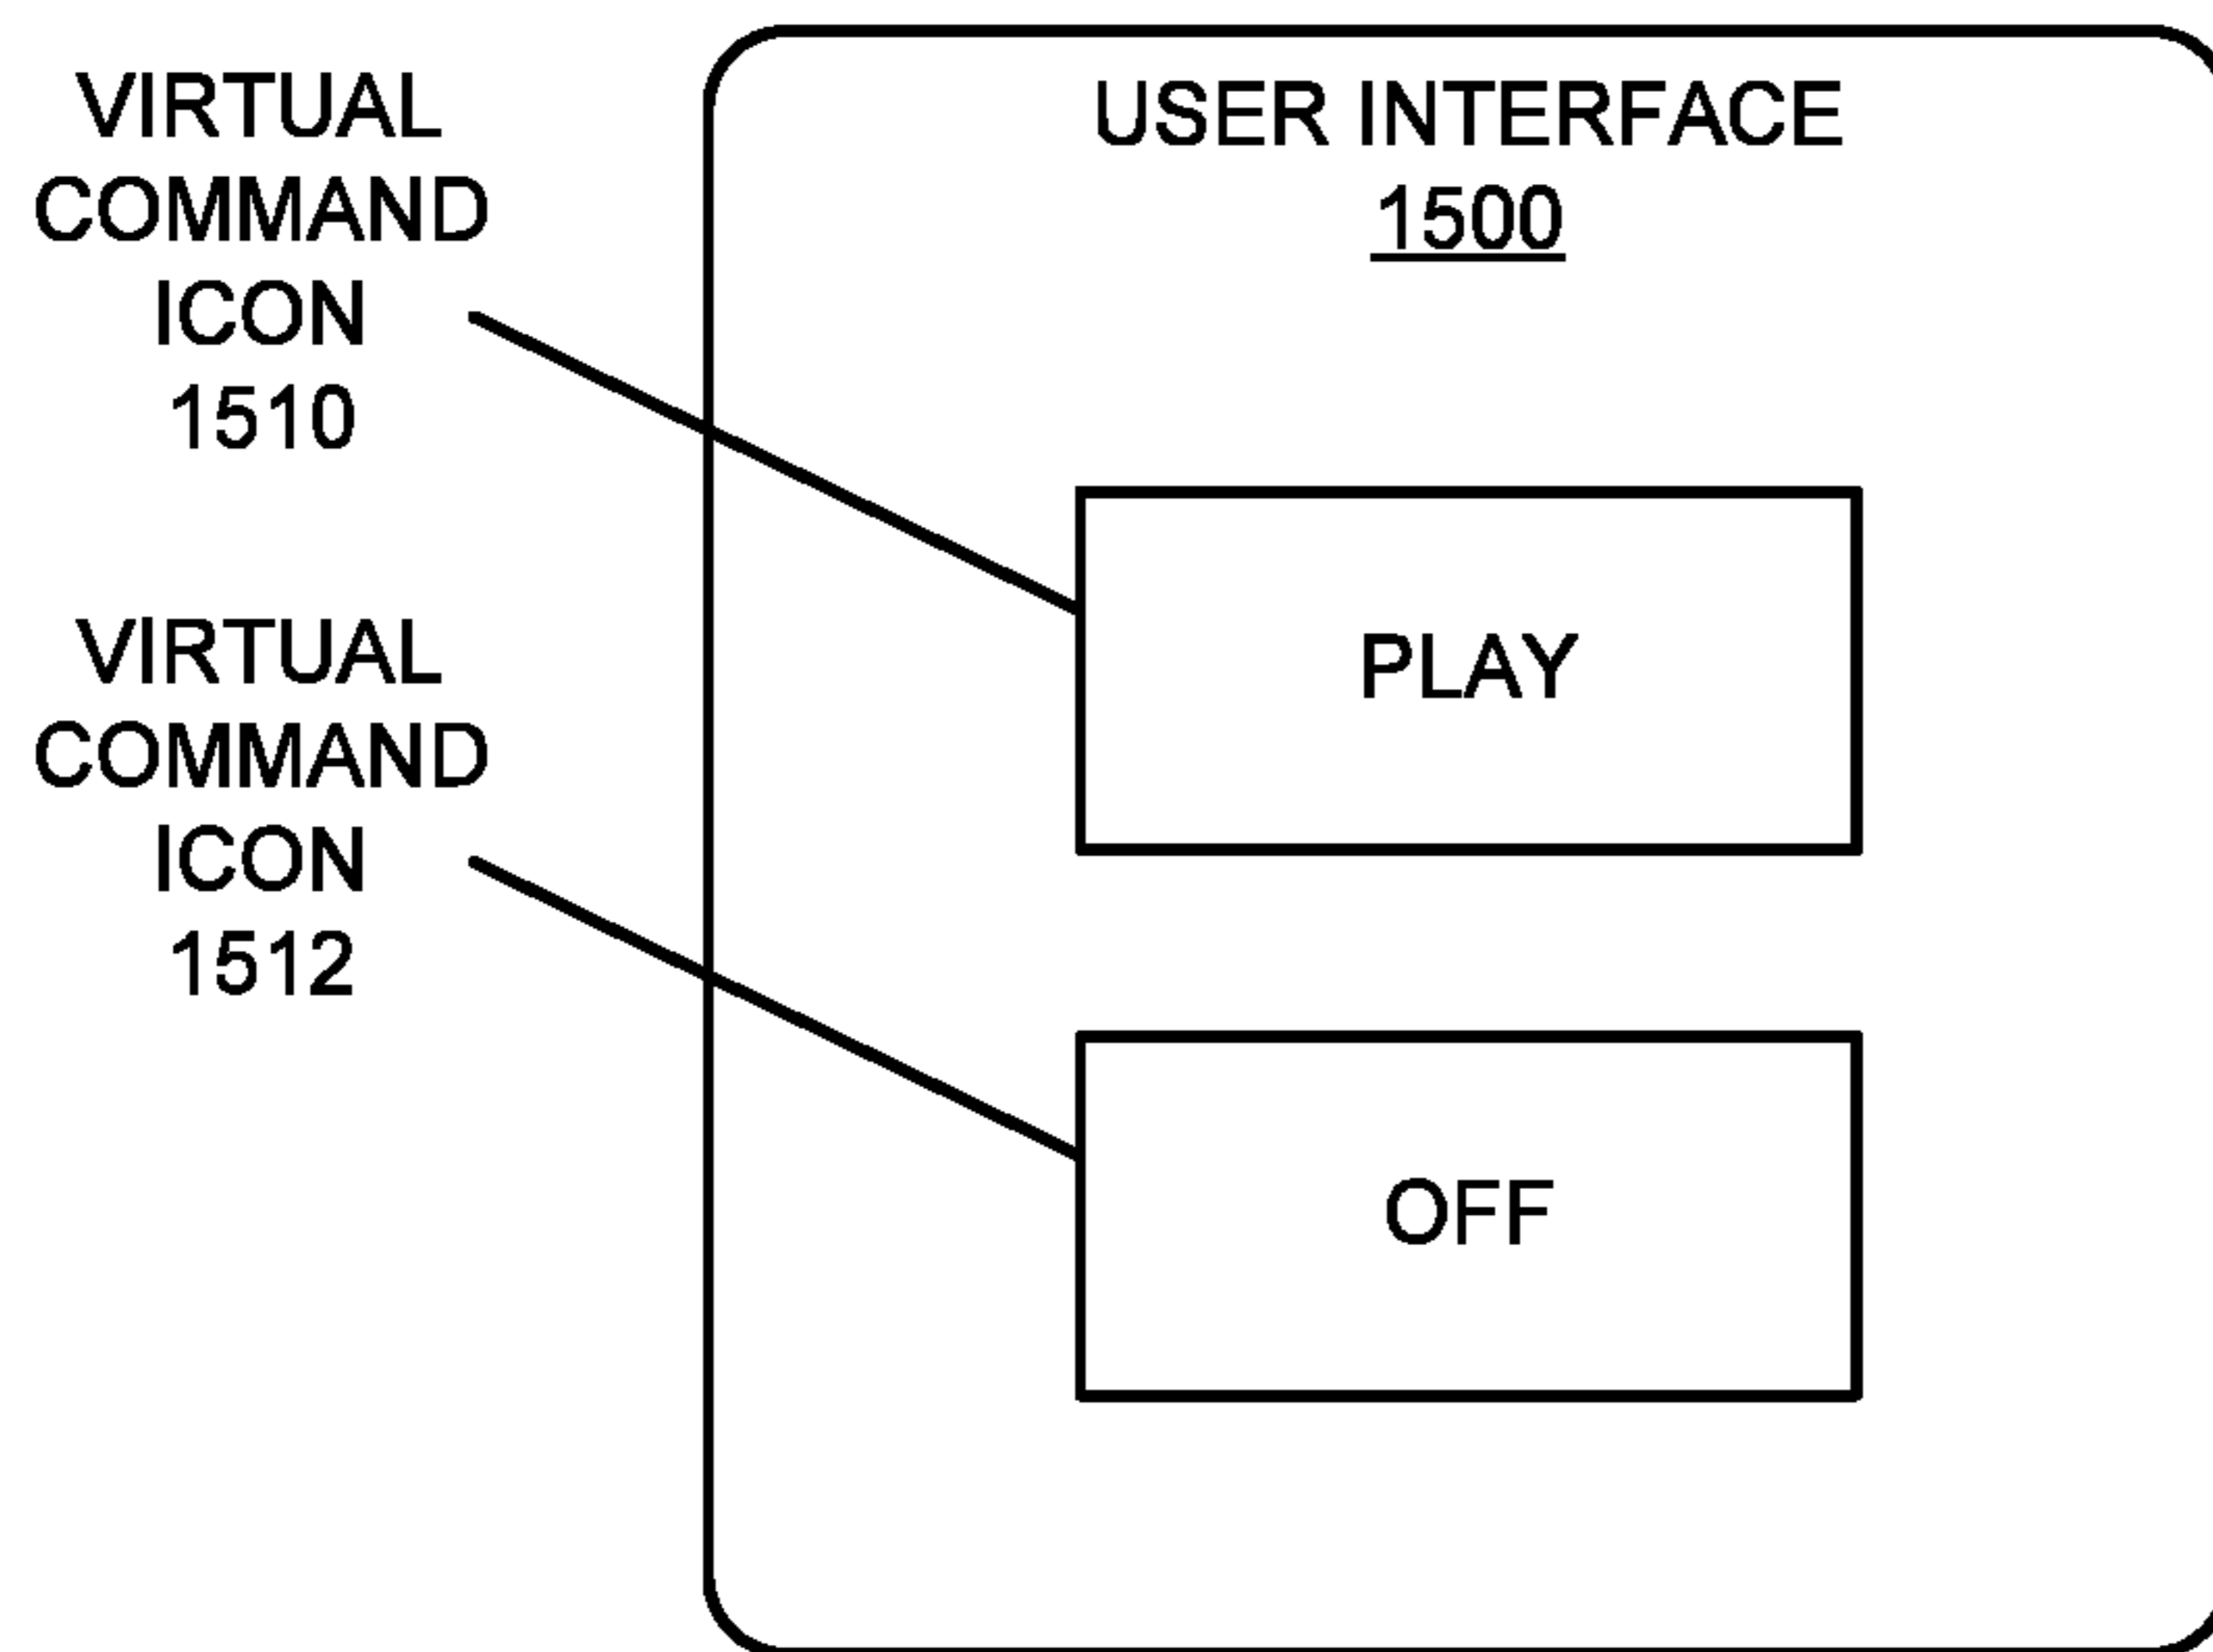 VIRTUAL
COMMAND
ICON
1510
USER INTERFACE
1500
PLAY
VIRTUAL
COMMAND
ICON
1512
OFF